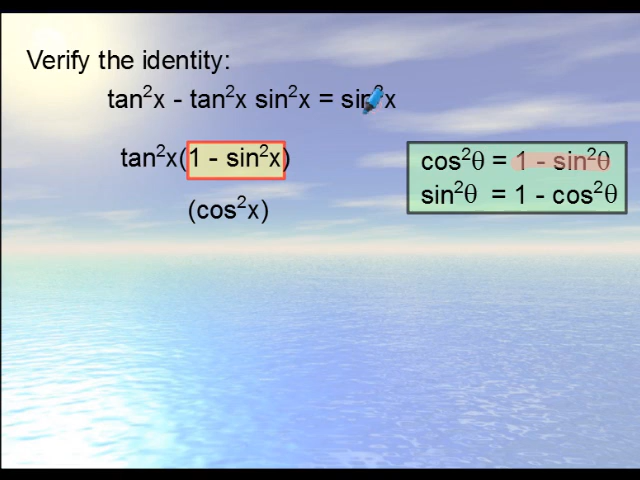 Verify the identity:
tan²x - tan²x sin²x = sin²x
tan²x(1 - sin²x)
(cos²x)
cos²θ = 1 - sin²θ
sin²θ = 1 - cos²θ